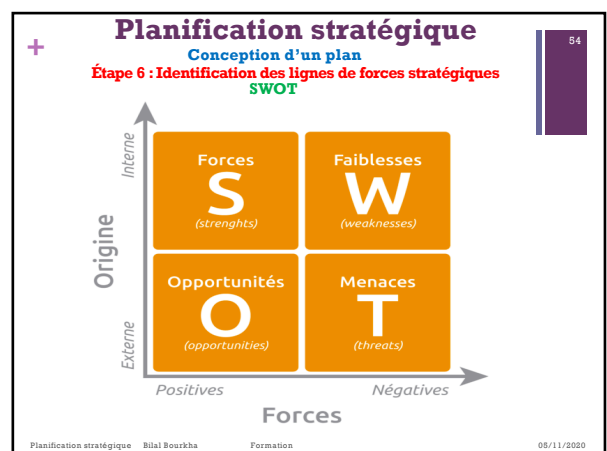 Planification stratégique
54
+
Conception d’un plan
Étape 6 : Identification des lignes de forces stratégiques
SWOT
Interne
Origine
Externe
Forces
S
(strenghts)
Faiblesses
W
(weaknesses)
Opportunités
O
(opportunities)
Menaces
T
(threats)
Positives
Négatives
Forces
Planification stratégique Bilal Bourkha Formation 05/11/2020